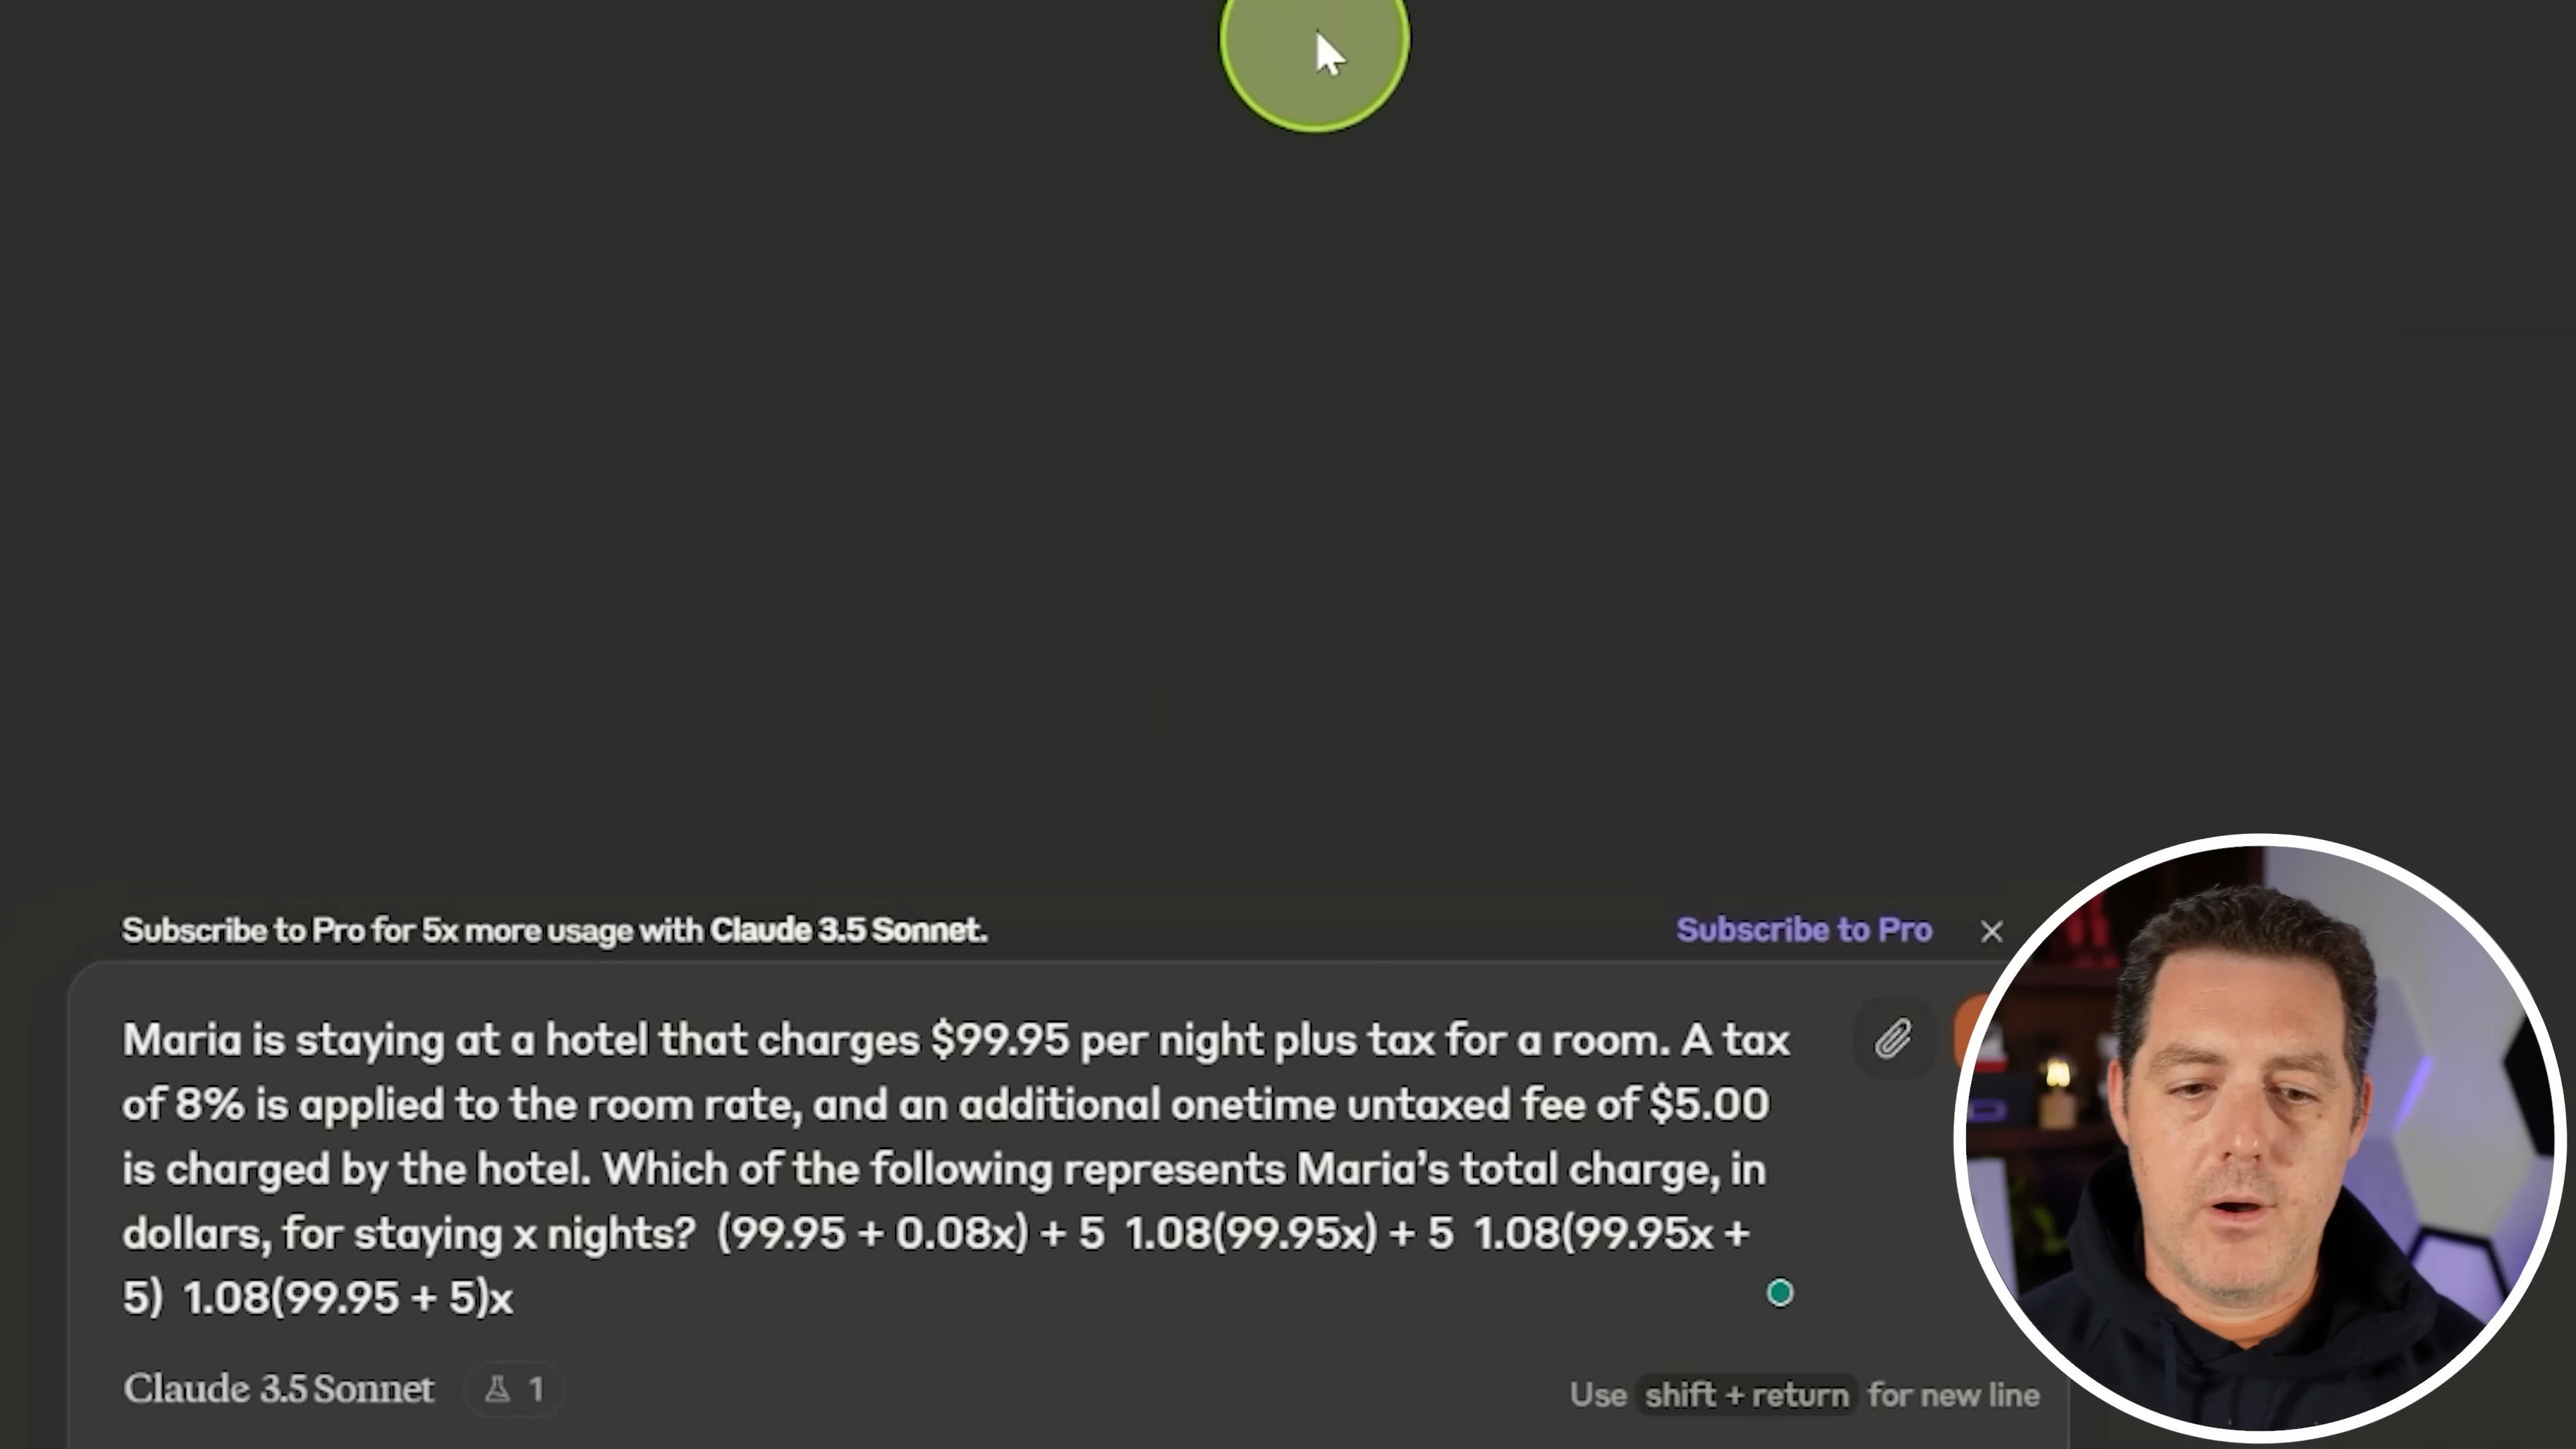 Subscribe to Pro for 5x more usage with Claude 3.5 Sonnet.
Subscribe to Pro
Maria is staying at a hotel that charges $99.95 per night plus tax for a room. A tax
of 8% is applied to the room rate, and an additional onetime untaxed fee of $5.00
is charged by the hotel. Which of the following represents Maria’s total charge, in
dollars, for staying x nights?  (99.95 + 0.08x) + 5  1.08(99.95x) + 5  1.08(99.95x +
5)  1.08(99.95 + 5)x
Claude 3.5 Sonnet 1
Use shift + return for new line